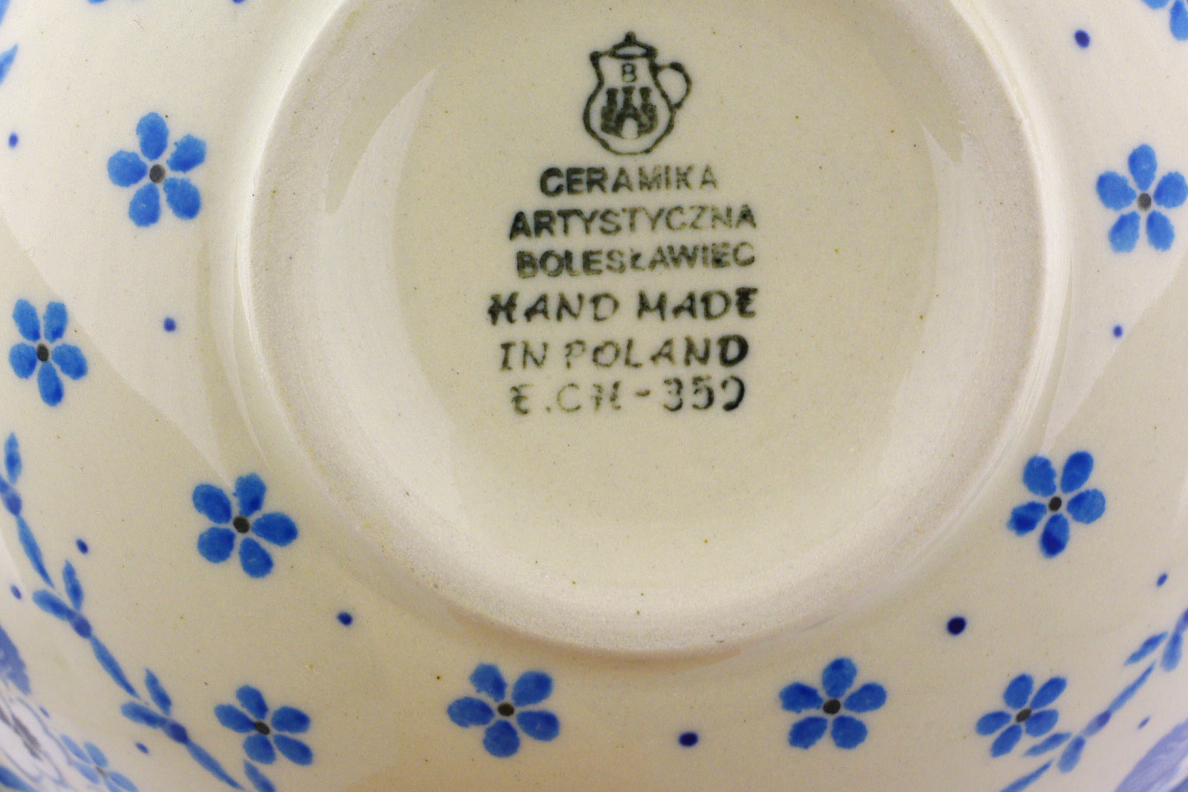 B
CERAMIKA
ARTYSTYCZNA
BOLESŁAWIEC
HAND MADE
IN POLAND
E.CH-359